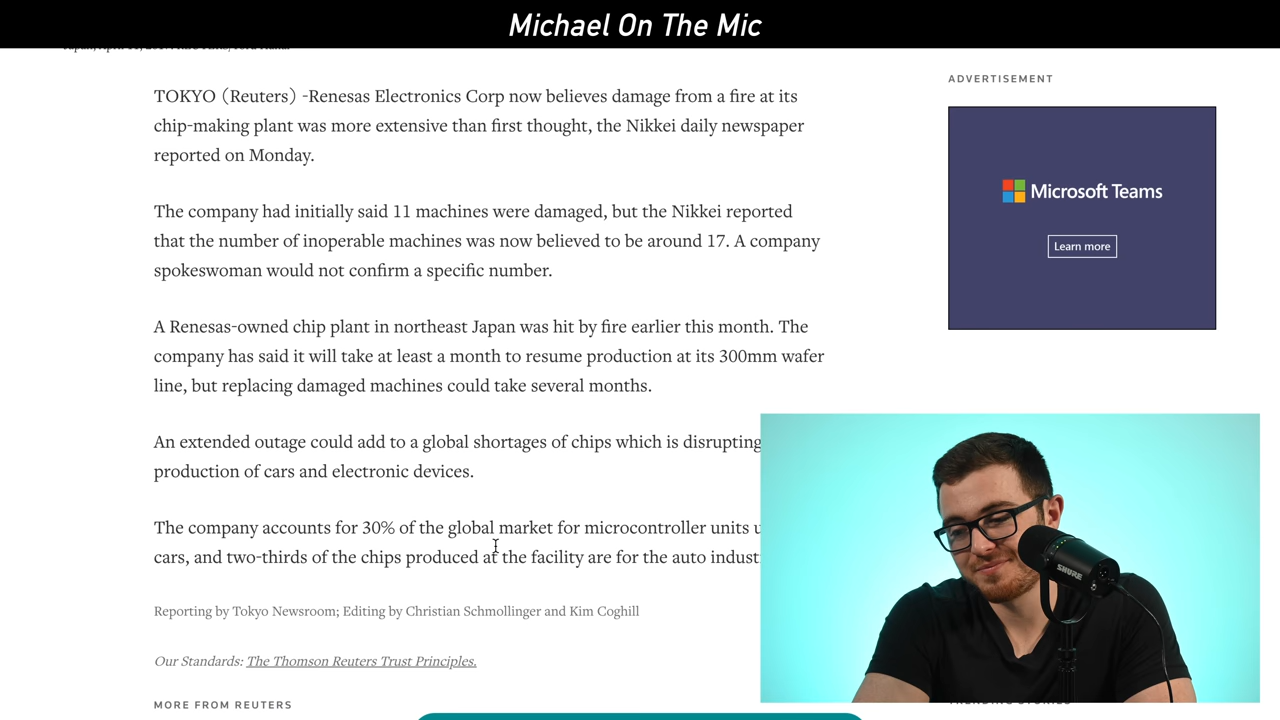 Michael On The Mic
TOKYO (Reuters) -Renesas Electronics Corp now believes damage from a fire at its
chip-making plant was more extensive than first thought, the Nikkei daily newspaper
reported on Monday.
The company had initially said 11 machines were damaged, but the Nikkei reported
that the number of inoperable machines was now believed to be around 17. A company
spokeswoman would not confirm a specific number.
A Renesas-owned chip plant in northeast Japan was hit by fire earlier this month. The
company has said it will take at least a month to resume production at its 300mm wafer
line, but replacing damaged machines could take several months.
An extended outage could add to a global shortages of chips which is disrupting
production of cars and electronic devices.
The company accounts for 30% of the global market for microcontroller units
cars, and two-thirds of the chips produced at the facility are for the auto
Reporting by Tokyo Newsroom; Editing by Christian Schmollinger and Kim Coghill
Our Standards: The Thomson Reuters Trust Principles.
MORE FROM REUTERS
ADVERTISEMENT
Microsoft Teams
Learn more
SHURE